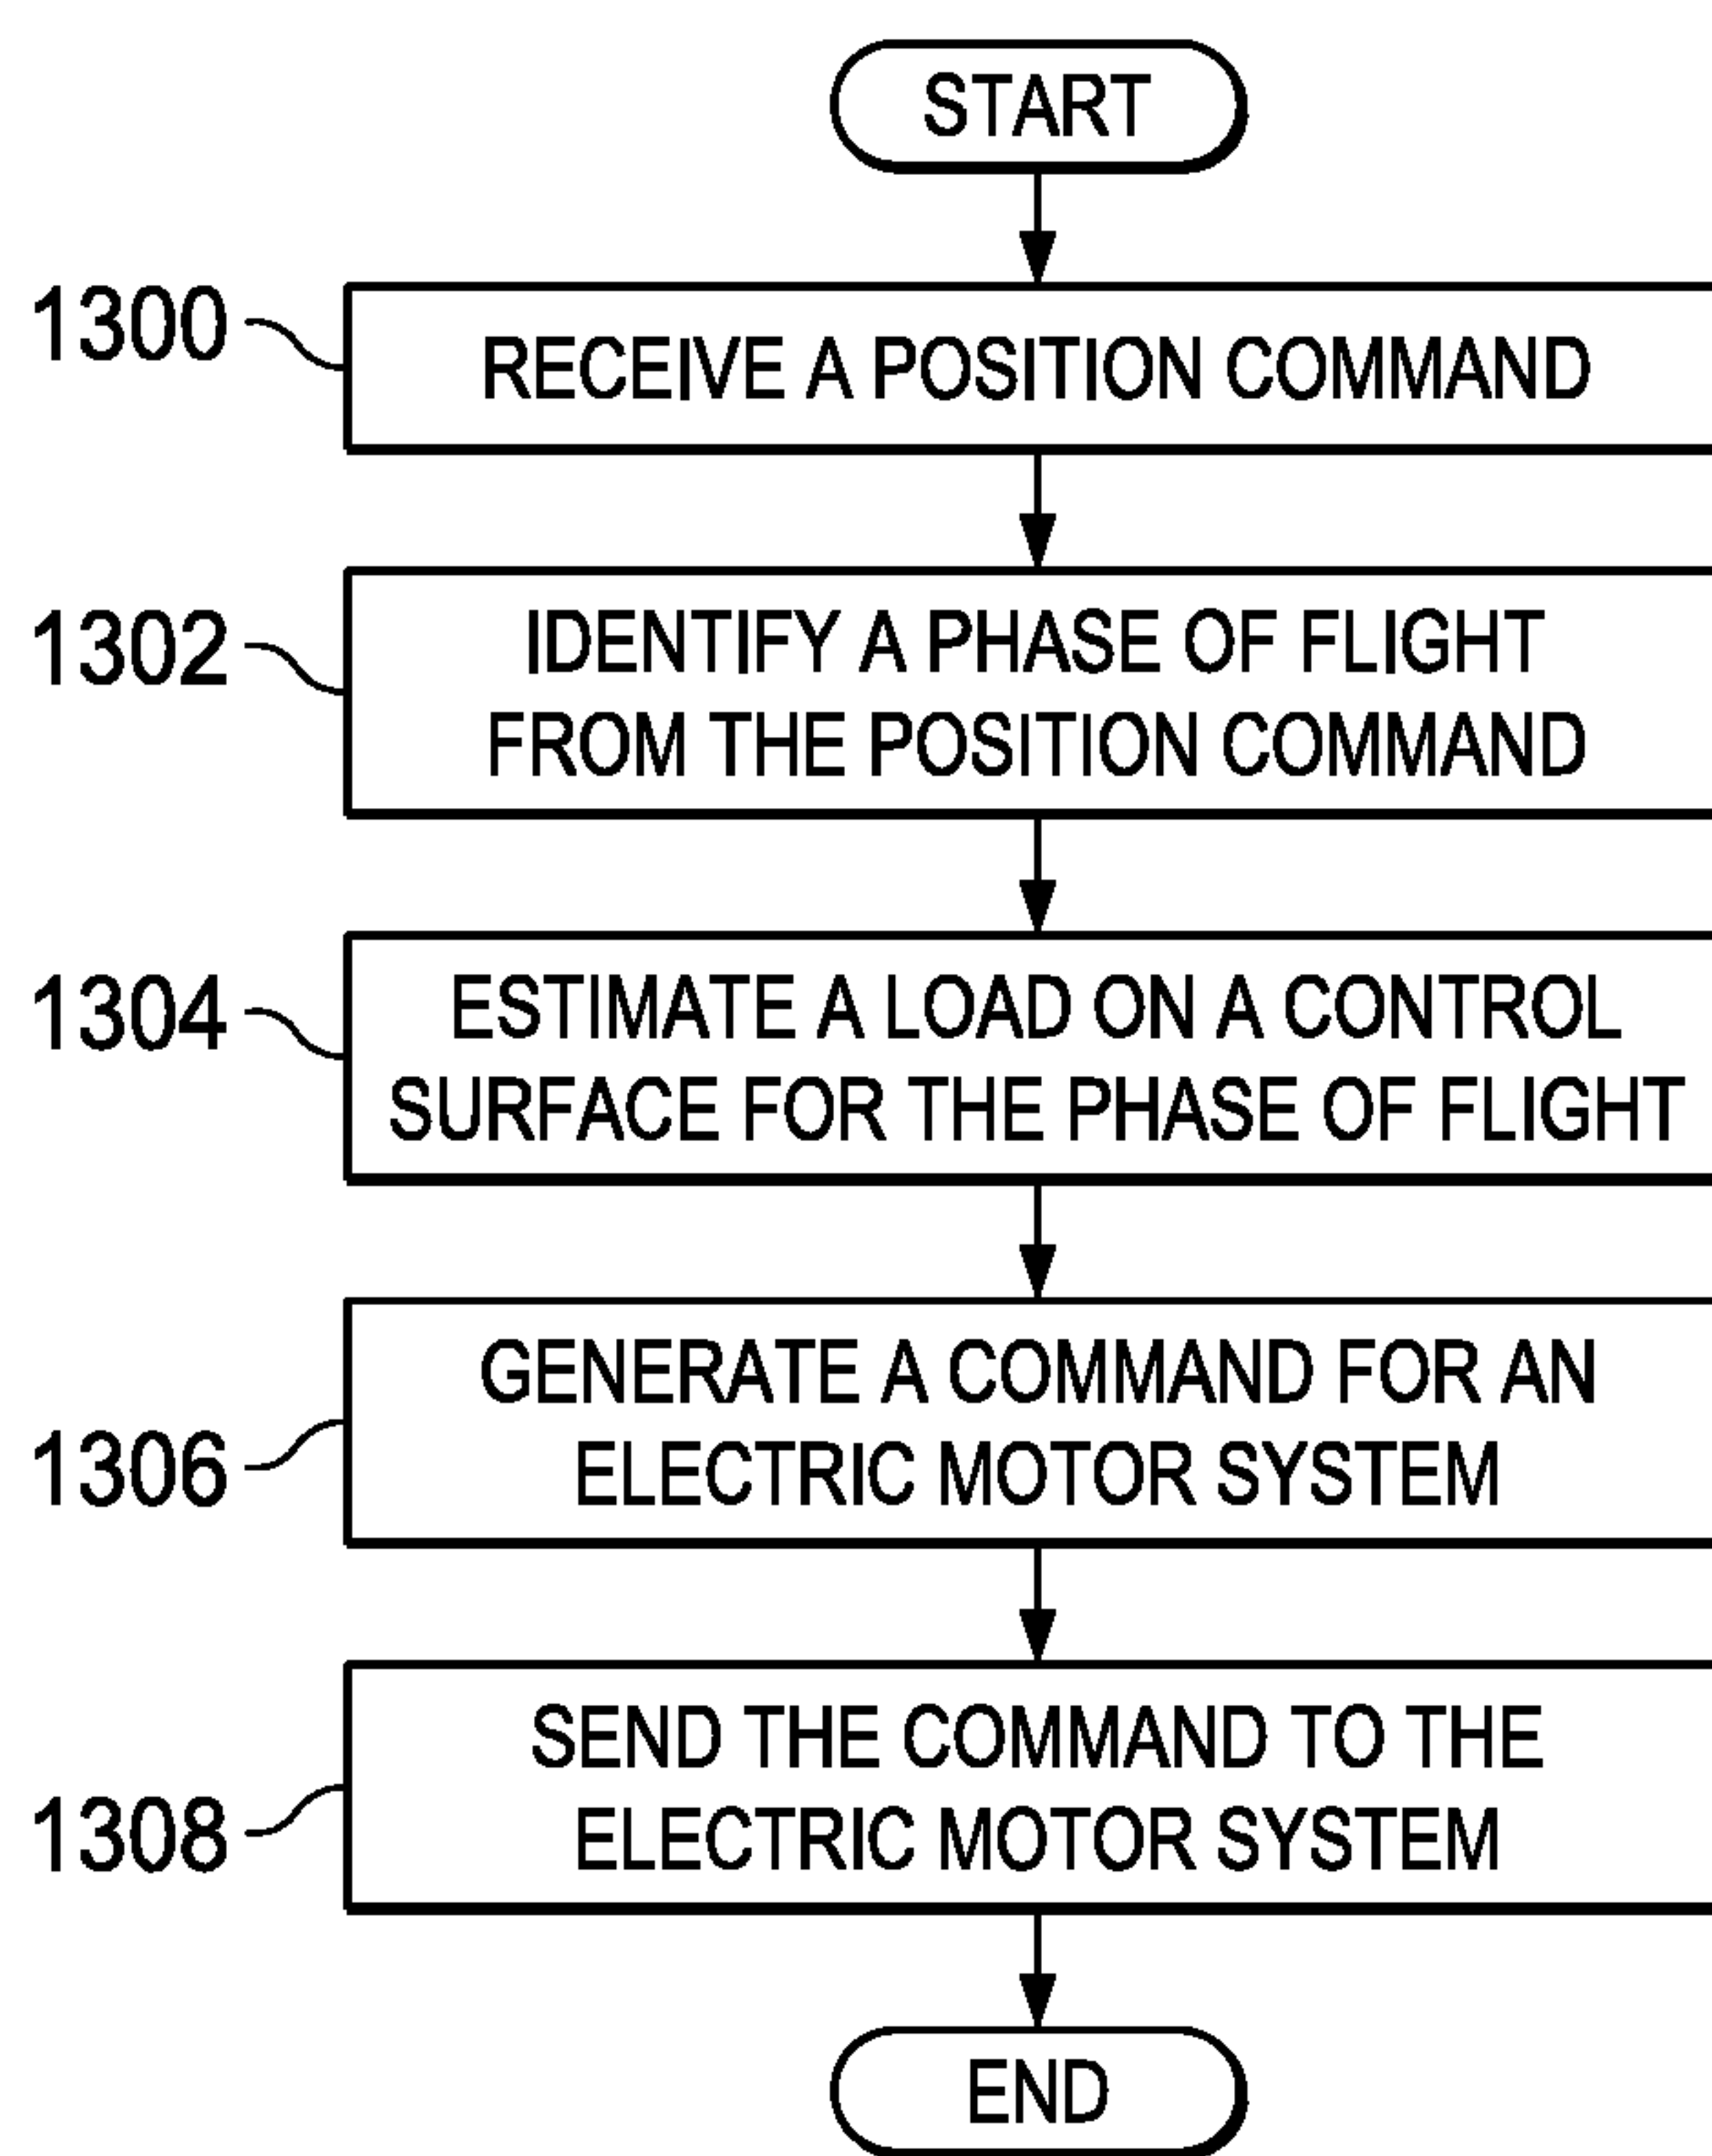 START
1300
RECEIVE A POSITION COMMAND
1302
IDENTIFY A PHASE OF FLIGHT
FROM THE POSITION COMMAND
1304
ESTIMATE A LOAD ON A CONTROL
SURFACE FOR THE PHASE OF FLIGHT
1306
GENERATE A COMMAND FOR AN
ELECTRIC MOTOR SYSTEM
1308
SEND THE COMMAND TO THE
ELECTRIC MOTOR SYSTEM
END